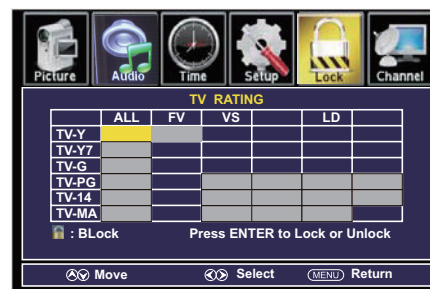 Picture Audio Time Setup Lock Channel
TV RATING
ALL FV VS LD
TV-Y
TV-Y7
TV-G
TV-PG
TV-14
TV-MA
: BLock Press ENTER to Lock or Unlock
Move Select MENU Return